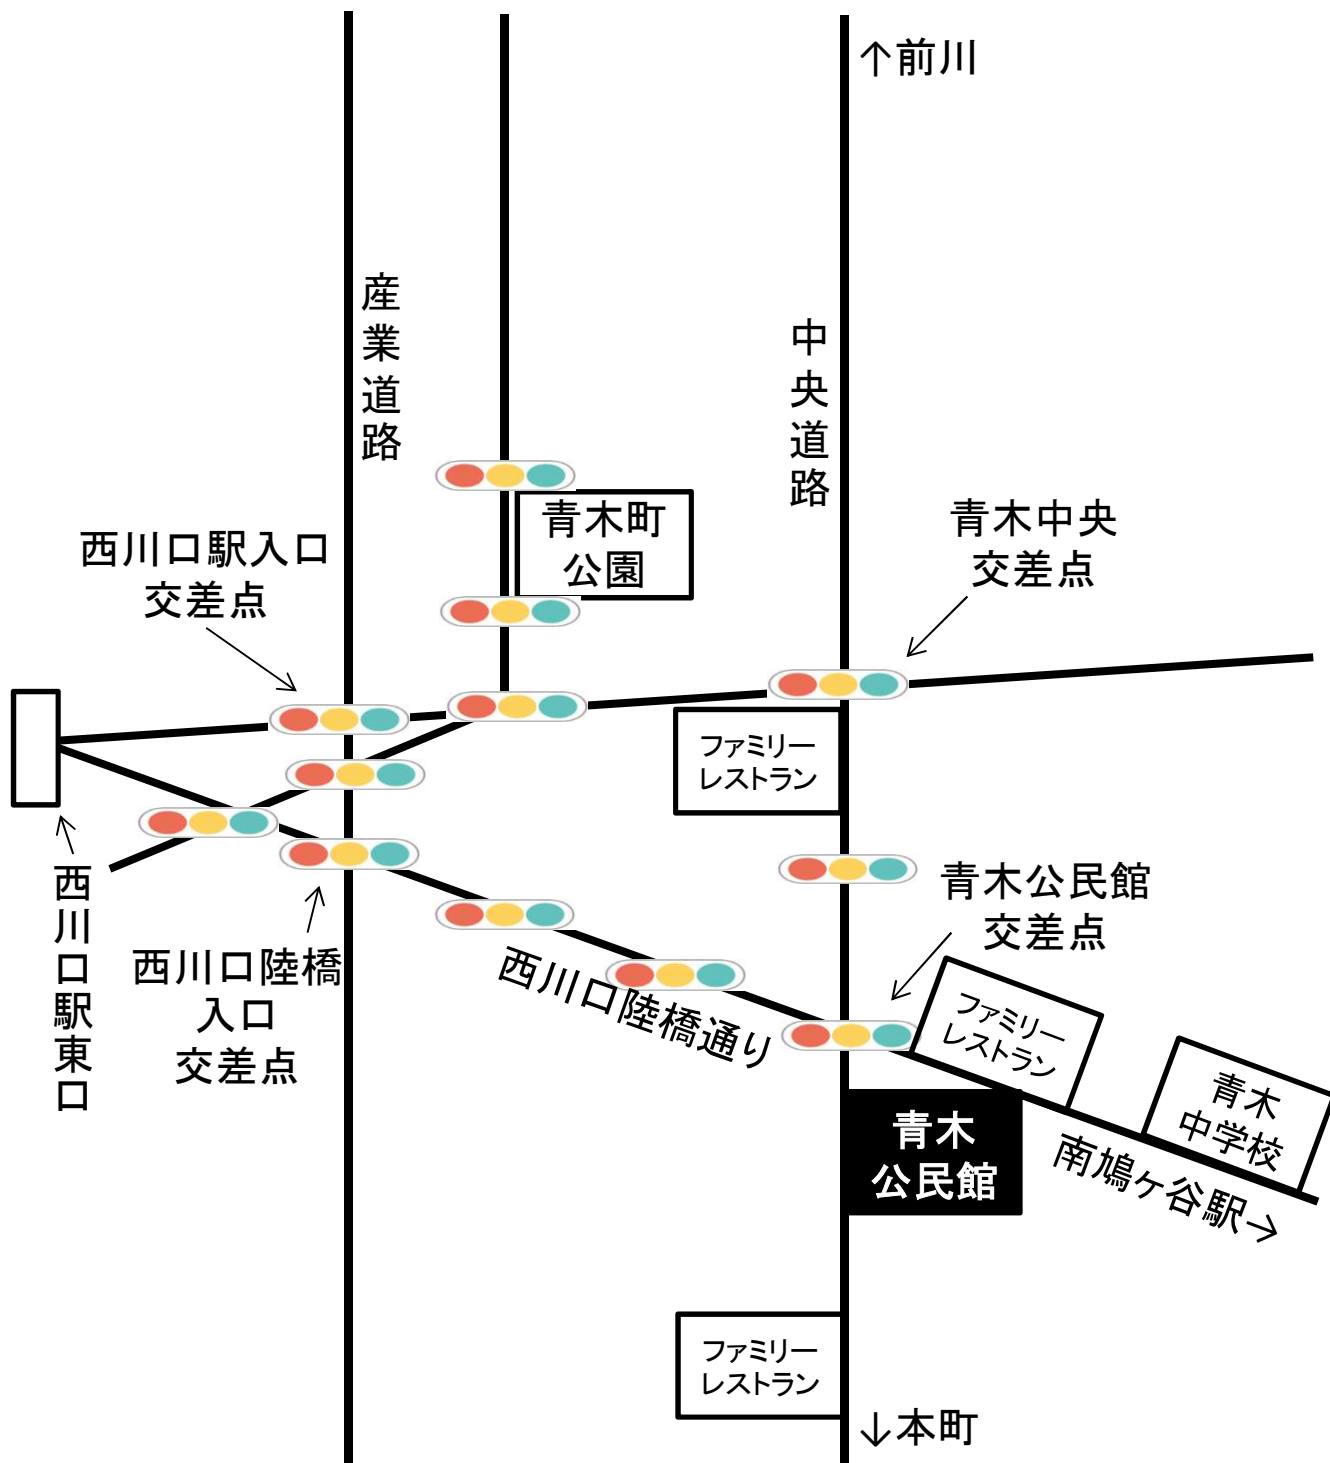 ↑前川
産業道路
中央道路
青木町
公園
青木中央
交差点
西川口駅入口
交差点
ファミリー
レストラン
青木公民館
交差点
西川口駅東口
西川口陸橋
入口
交差点
西川口陸橋通り
ファミリー
レストラン
青木
中学校
青木
公民館
南鳩ヶ谷駅→
ファミリー
レストラン
↓本町